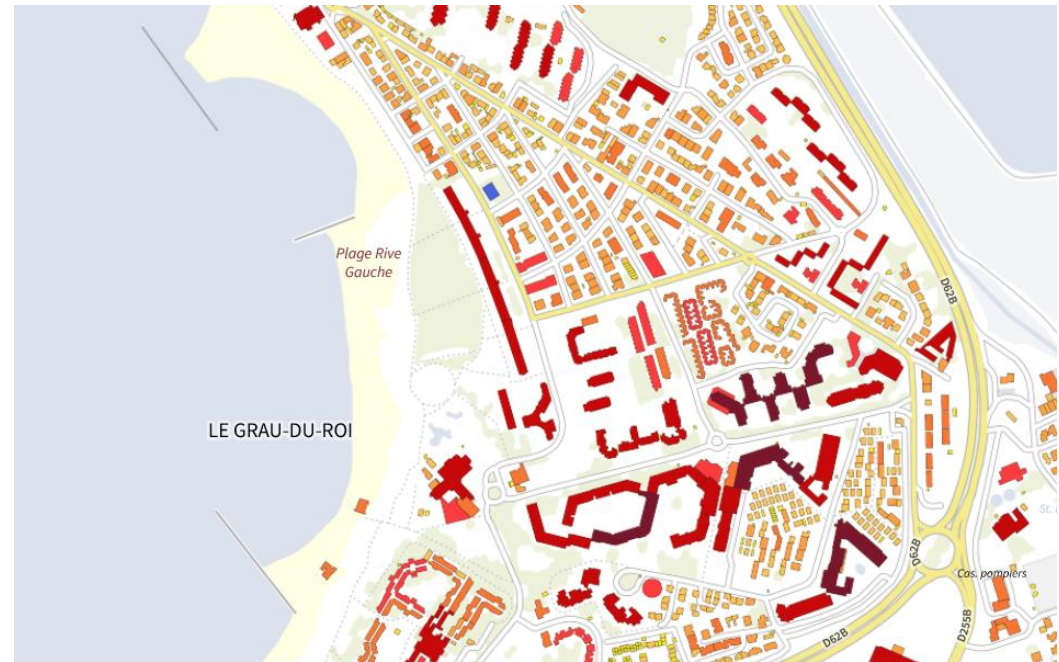 D62B
Plage Rive
Gauche
LE GRAU-DU-ROI
D62B
Cas. pompiers
D62B
D255B